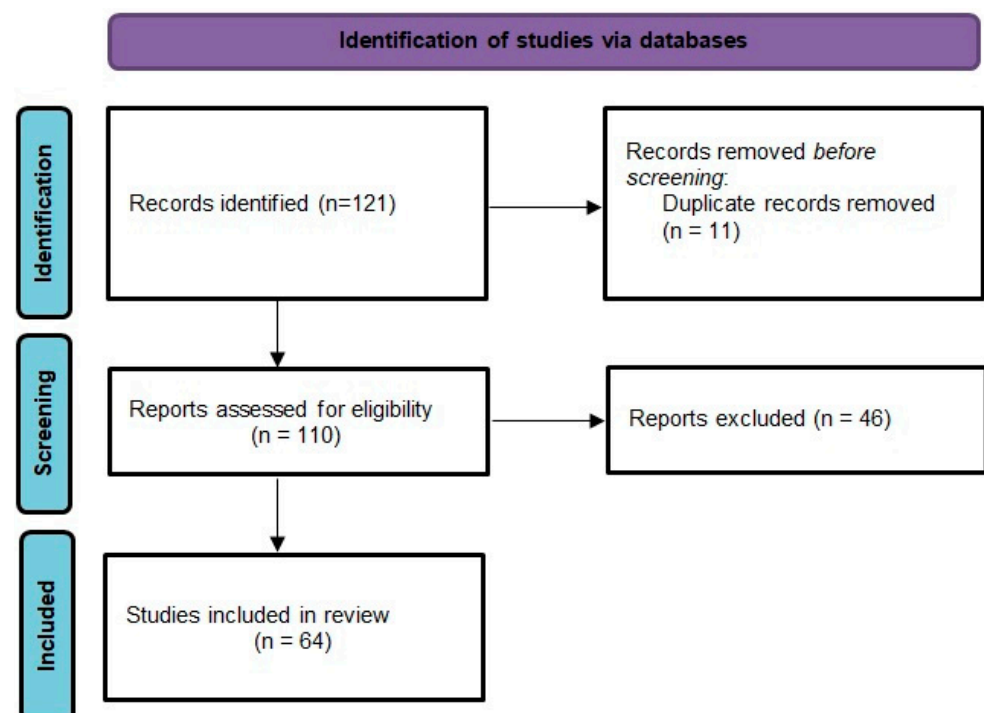 Identification of studies via databases
Identification
Records identified (n=121)
Records removed before
screening:
Duplicate records removed
(n = 11)
Screening
Reports assessed for eligibility
(n = 110)
Reports excluded (n = 46)
Included
Studies included in review
(n = 64)